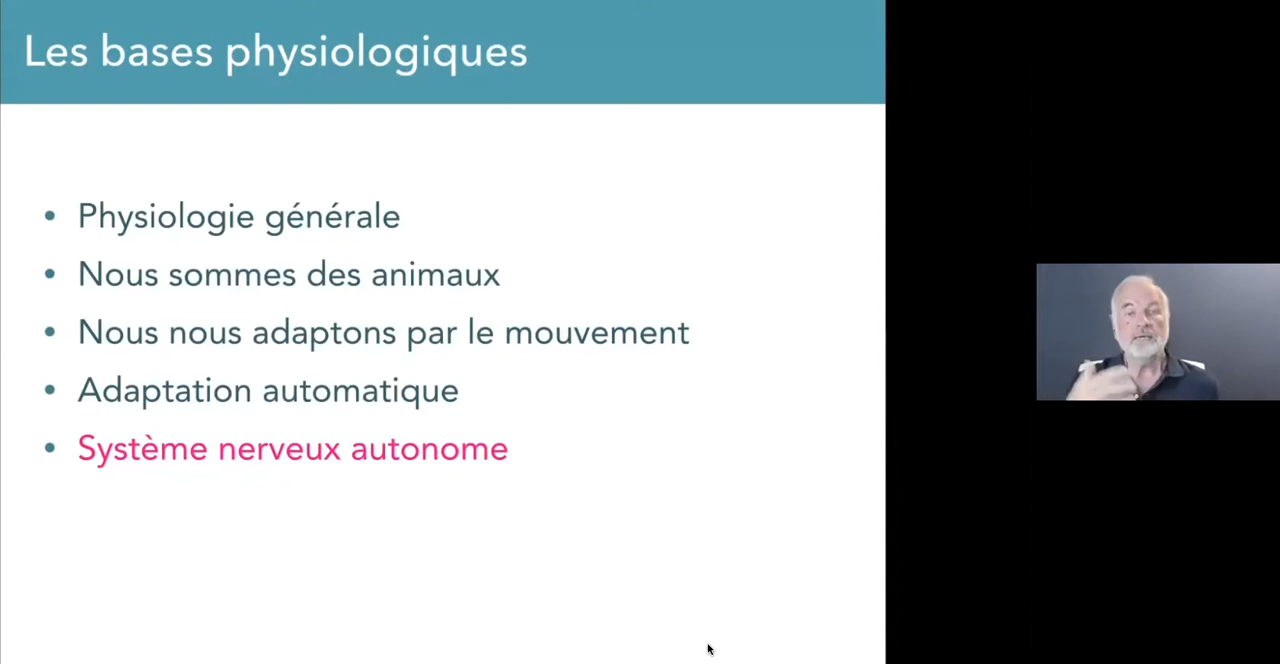 Les bases physiologiques
• Physiologie générale
• Nous sommes des animaux
• Nous nous adaptons par le mouvement
• Adaptation automatique
• Système nerveux autonome